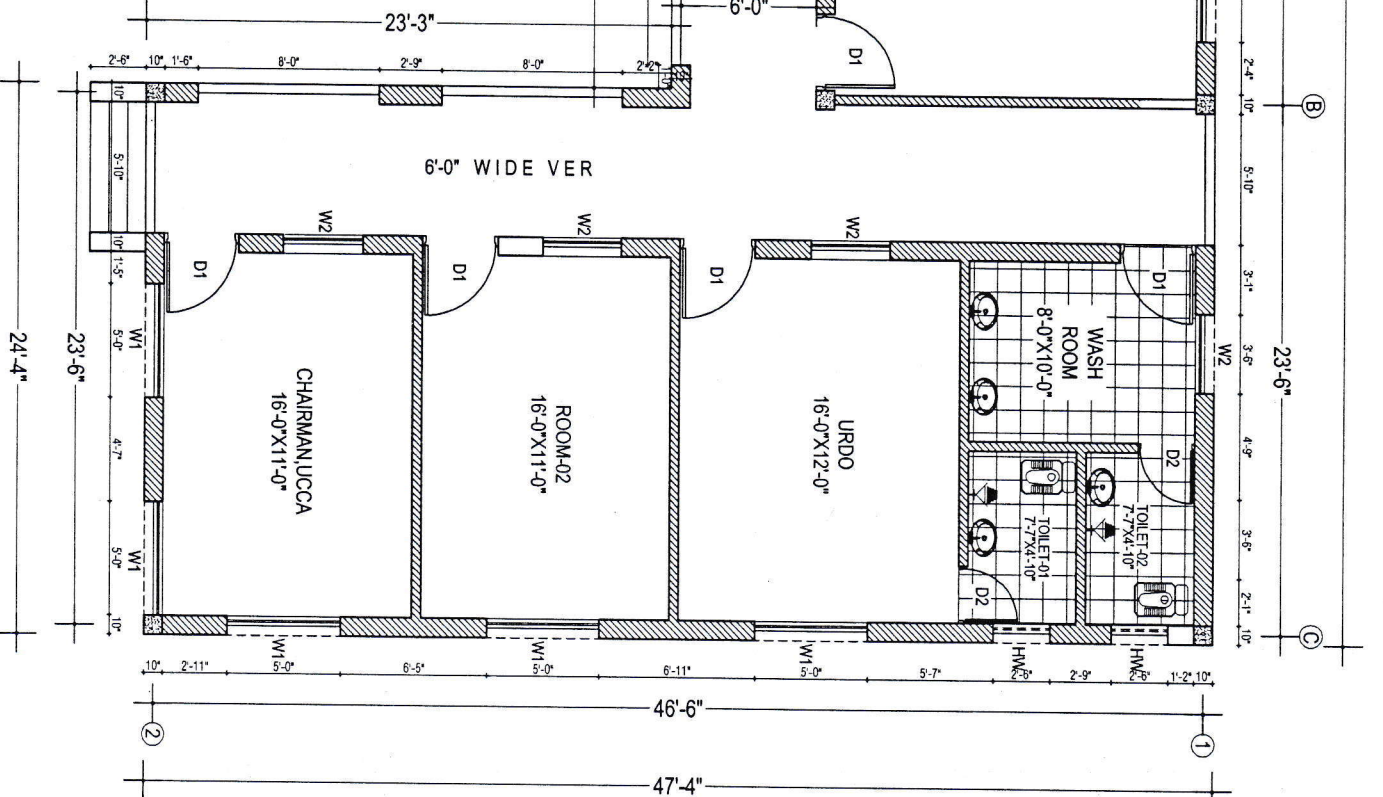 23'-3"
6'-0"
2'-6"
10"
1'-6"
8'-0"
2'-9"
8'-0"
2'-2"
D1
2'-4"
10"
B
10"
5'-10"
10"
6'-0" WIDE VER
5'-10"
W2
W2
W2
D1
D1
D1
D1
1'-5"
5'-0"
4'-7"
5'-0"
10"
W1
W1
24'-4"
23'-6"
CHAIRMAN,UCCA
16'-0"X11'-0"
ROOM-02
16'-0"X11'-0"
URDO
16'-0"X12'-0"
WASH
ROOM
8'-0"X10'-0"
D2
TOILET-01
7'-7"X4'-10"
TOILET-02
7'-7"X4'-10"
D2
W2
3'-1"
3'-6"
4'-9"
3'-6"
2'-1"
10"
23'-6"
C
W1
W1
W1
HW
HW
10"
2'-11"
5'-0"
6'-5"
5'-0"
6'-11"
5'-0"
5'-7"
2'-6"
2'-9"
2'-6"
1'-2"
10"
46'-6"
2
1
47'-4"